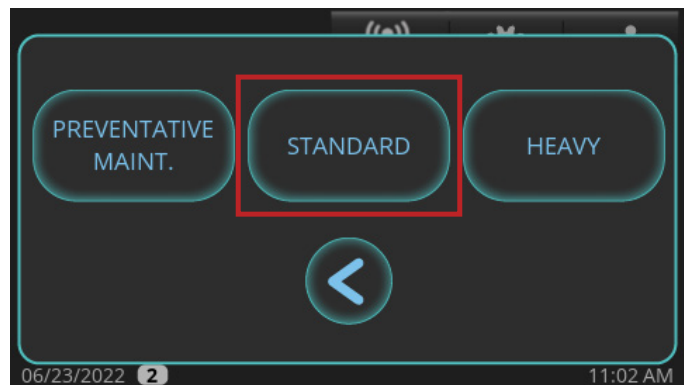 PREVENTATIVE
MAINT.
STANDARD
HEAVY
06/23/2022 2
11:02 AM